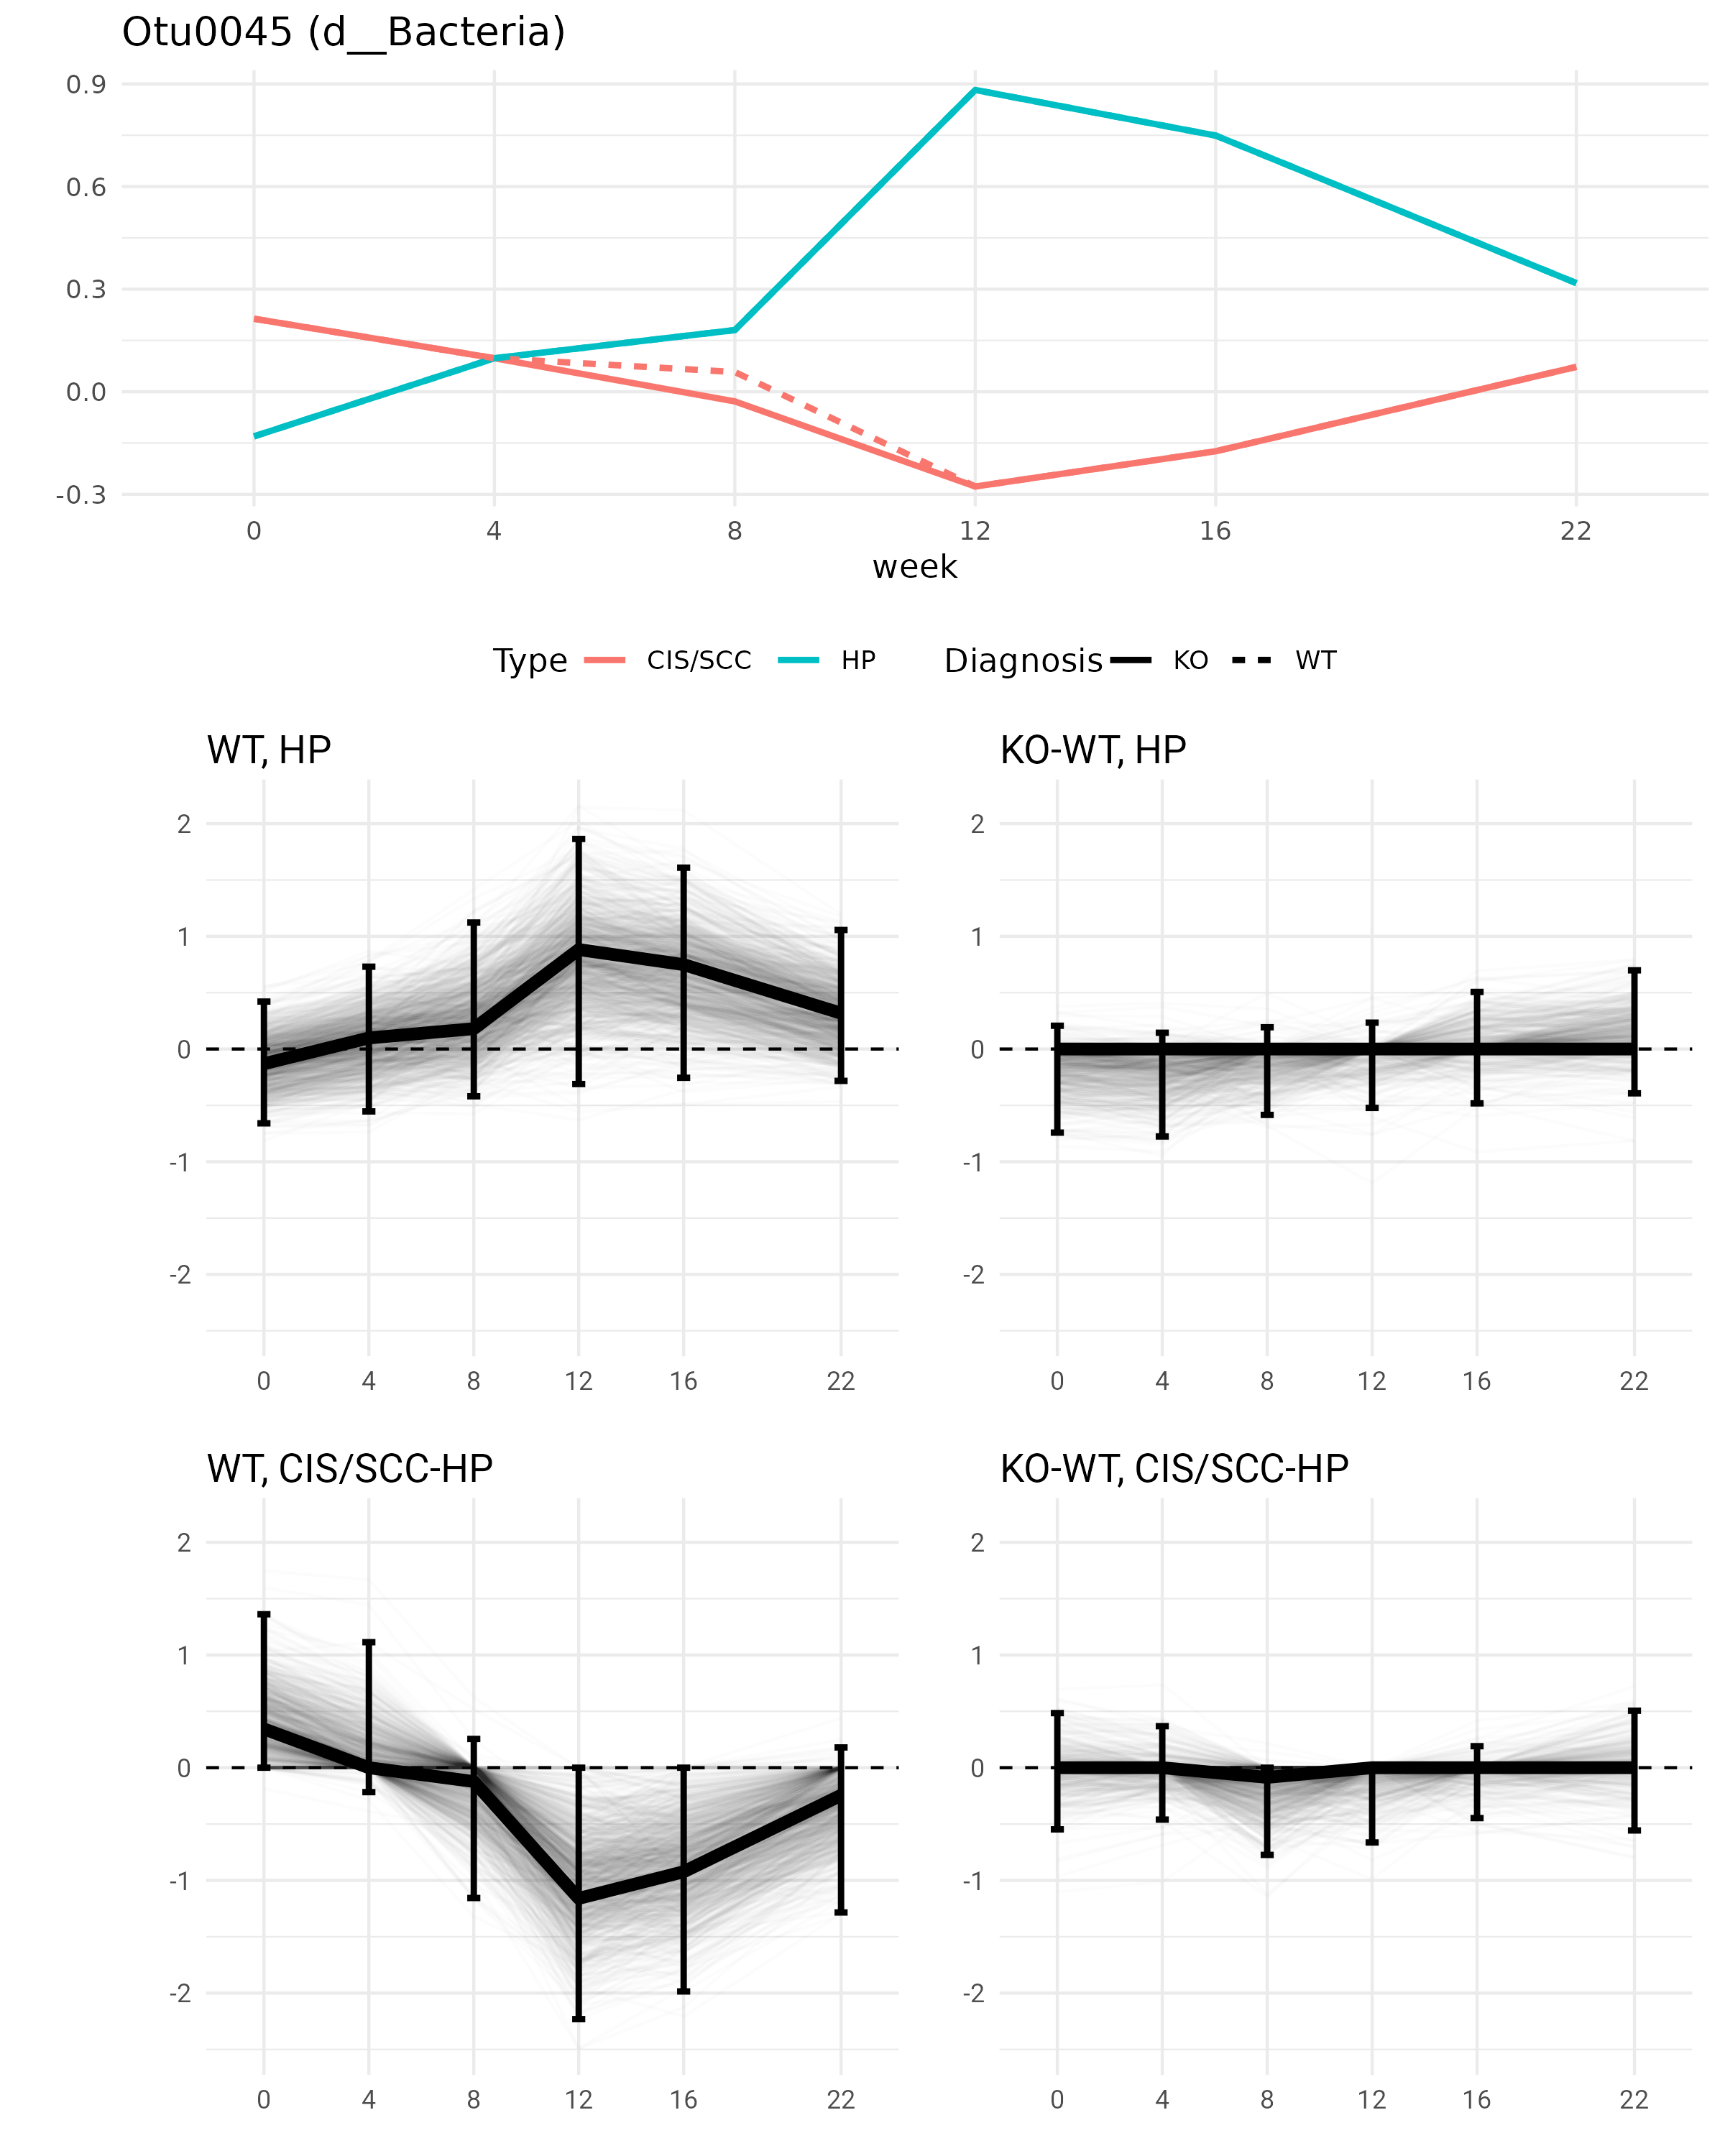 Otu0045 (d__Bacteria)
0.9
0.6
0.3
0.0
-0.3
0 4 8 12 16 22
week
Type CIS/SCC HP Diagnosis KO WT
WT, HP KO-WT, HP
2 2
1 1
0 0
-1 -1
-2 -2
0 4 8 12 16 22 0 4 8 12 16 22
WT, CIS/SCC-HP KO-WT, CIS/SCC-HP
2 2
1 1
0 0
-1 -1
-2 -2
0 4 8 12 16 22 0 4 8 12 16 22